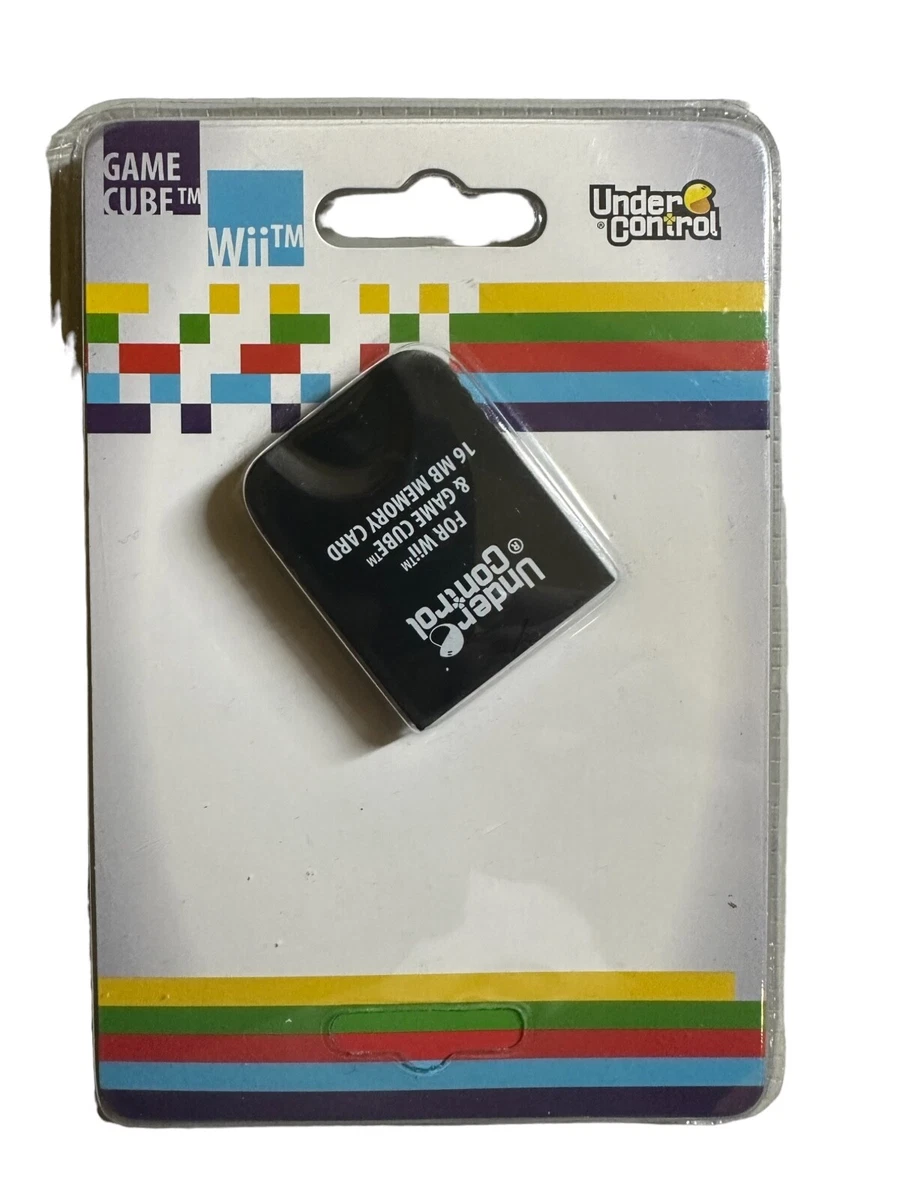 GAME
CUBE™
Wii™
Under
Control
®
Under
Control®
FOR Wii™
& GAME CUBE™
16 MB MEMORY CARD